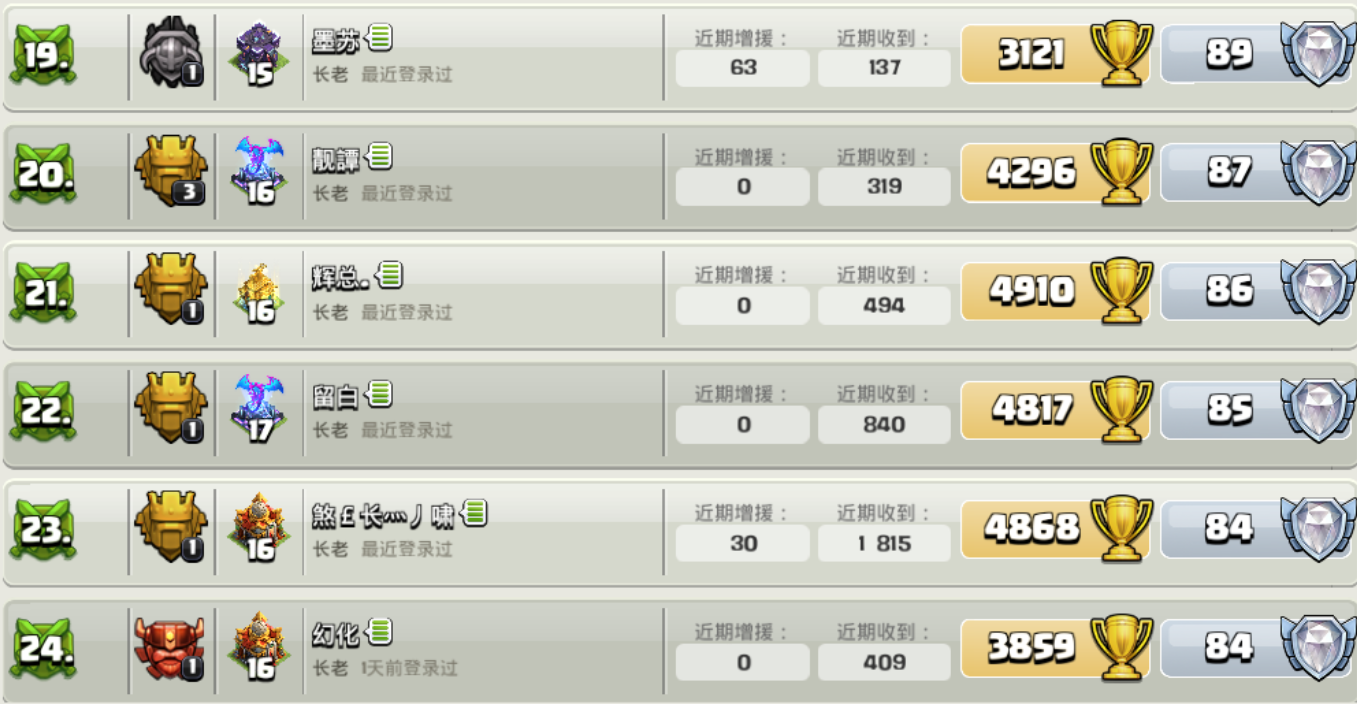 19.
1
15
墨苏
长老 最近登录过
近期增援：
63
近期收到：
137
3121
89
20.
3
16
靓譚
长老 最近登录过
近期增援：
0
近期收到：
319
4296
87
21.
1
16
辉总.
长老 最近登录过
近期增援：
0
近期收到：
494
4910
86
22.
1
17
留白
长老 最近登录过
近期增援：
0
近期收到：
840
4817
85
23.
1
16
煞￡长灬丿啸
长老 最近登录过
近期增援：
30
近期收到：
1 815
4868
84
24.
1
16
幻化
长老 1天前登录过
近期增援：
0
近期收到：
409
3859
84